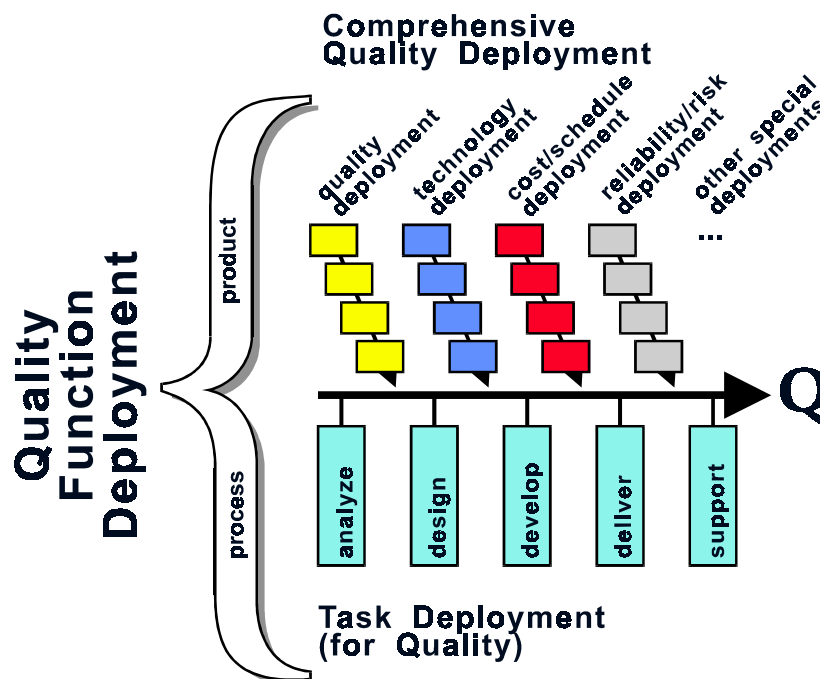 Comprehensive
Quality Deployment
quality
deployment
technology
deployment
cost/schedule
deployment
reliability/risk
deployment
other special
deployments
...
Quality
Function
Deployment
product
process
Q
analyze
design
develop
deliver
support
Task Deployment
(for Quality)